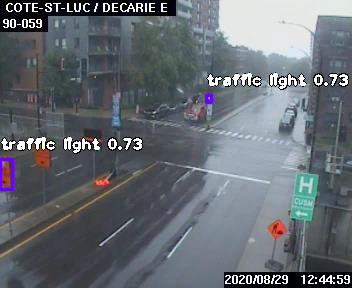 COTE-ST-LUC / DECARIE E
90-059
traffic light 0.73
traffic light 0.73
H
CUSM
2020/08/29 12:44:59